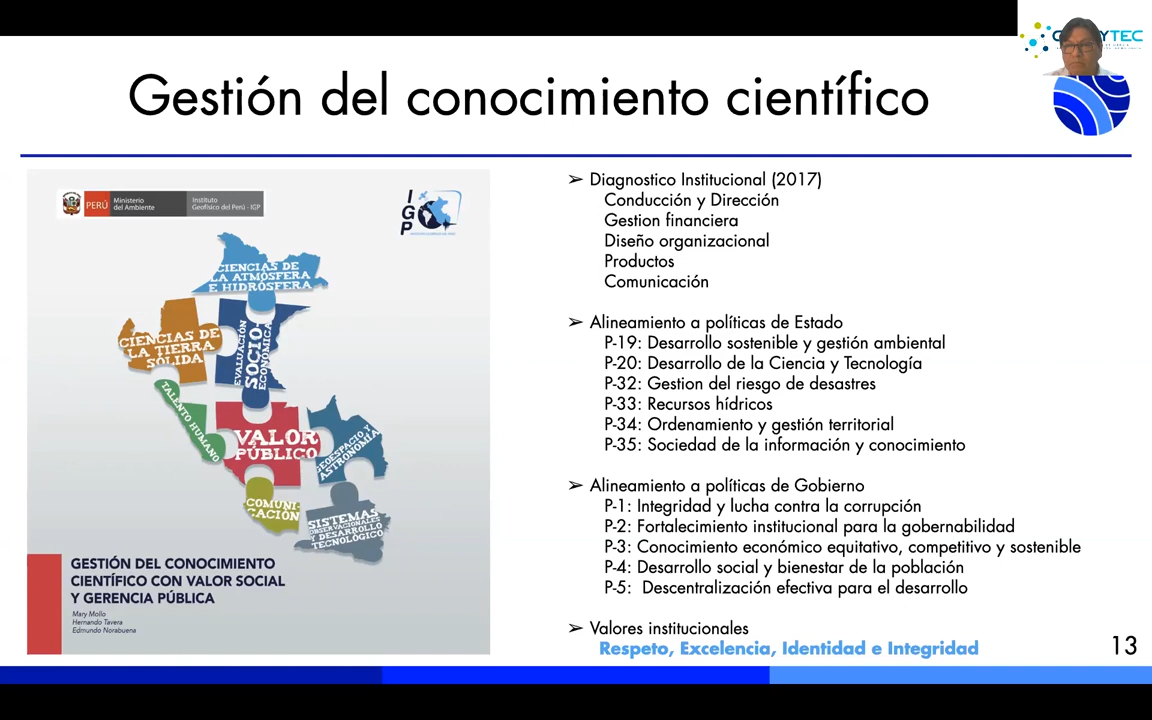 Gestión del conocimiento científico
YTEC
PERÚ
Ministerio
del Ambiente
Instituto
Geofísico del Perú - IGP
IGP
CIENCIAS DE
LA ATMÓSFERA
E HIDRÓSFERA
CIENCIAS DE
LA TIERRA
SÓLIDA
EVALUACIÓN
SOCIO-
ECONÓMICA
TALENTO HUMANO
VALOR
PÚBLICO
GEOESPACIO Y
ASTRONOMÍA
COMUNI-
CACIÓN
SISTEMAS
OBSERVACIONALES
Y DESARROLLO
TECNOLÓGICO
GESTIÓN DEL CONOCIMIENTO
CIENTÍFICO CON VALOR SOCIAL
Y GERENCIA PÚBLICA
Mary Mollo
Hernando Tavera
Edmundo Norabuena
➢ Diagnostico Institucional (2017)
Conducción y Dirección
Gestion financiera
Diseño organizacional
Productos
Comunicación
➢ Alineamiento a políticas de Estado
P-19: Desarrollo sostenible y gestión ambiental
P-20: Desarrollo de la Ciencia y Tecnología
P-32: Gestion del riesgo de desastres
P-33: Recursos hídricos
P-34: Ordenamiento y gestión territorial
P-35: Sociedad de la información y conocimiento
➢ Alineamiento a políticas de Gobierno
P-1: Integridad y lucha contra la corrupción
P-2: Fortalecimiento institucional para la gobernabilidad
P-3: Conocimiento económico equitativo, competitivo y sostenible
P-4: Desarrollo social y bienestar de la población
P-5: Descentralización efectiva para el desarrollo
➢ Valores institucionales
Respeto, Excelencia, Identidad e Integridad
13